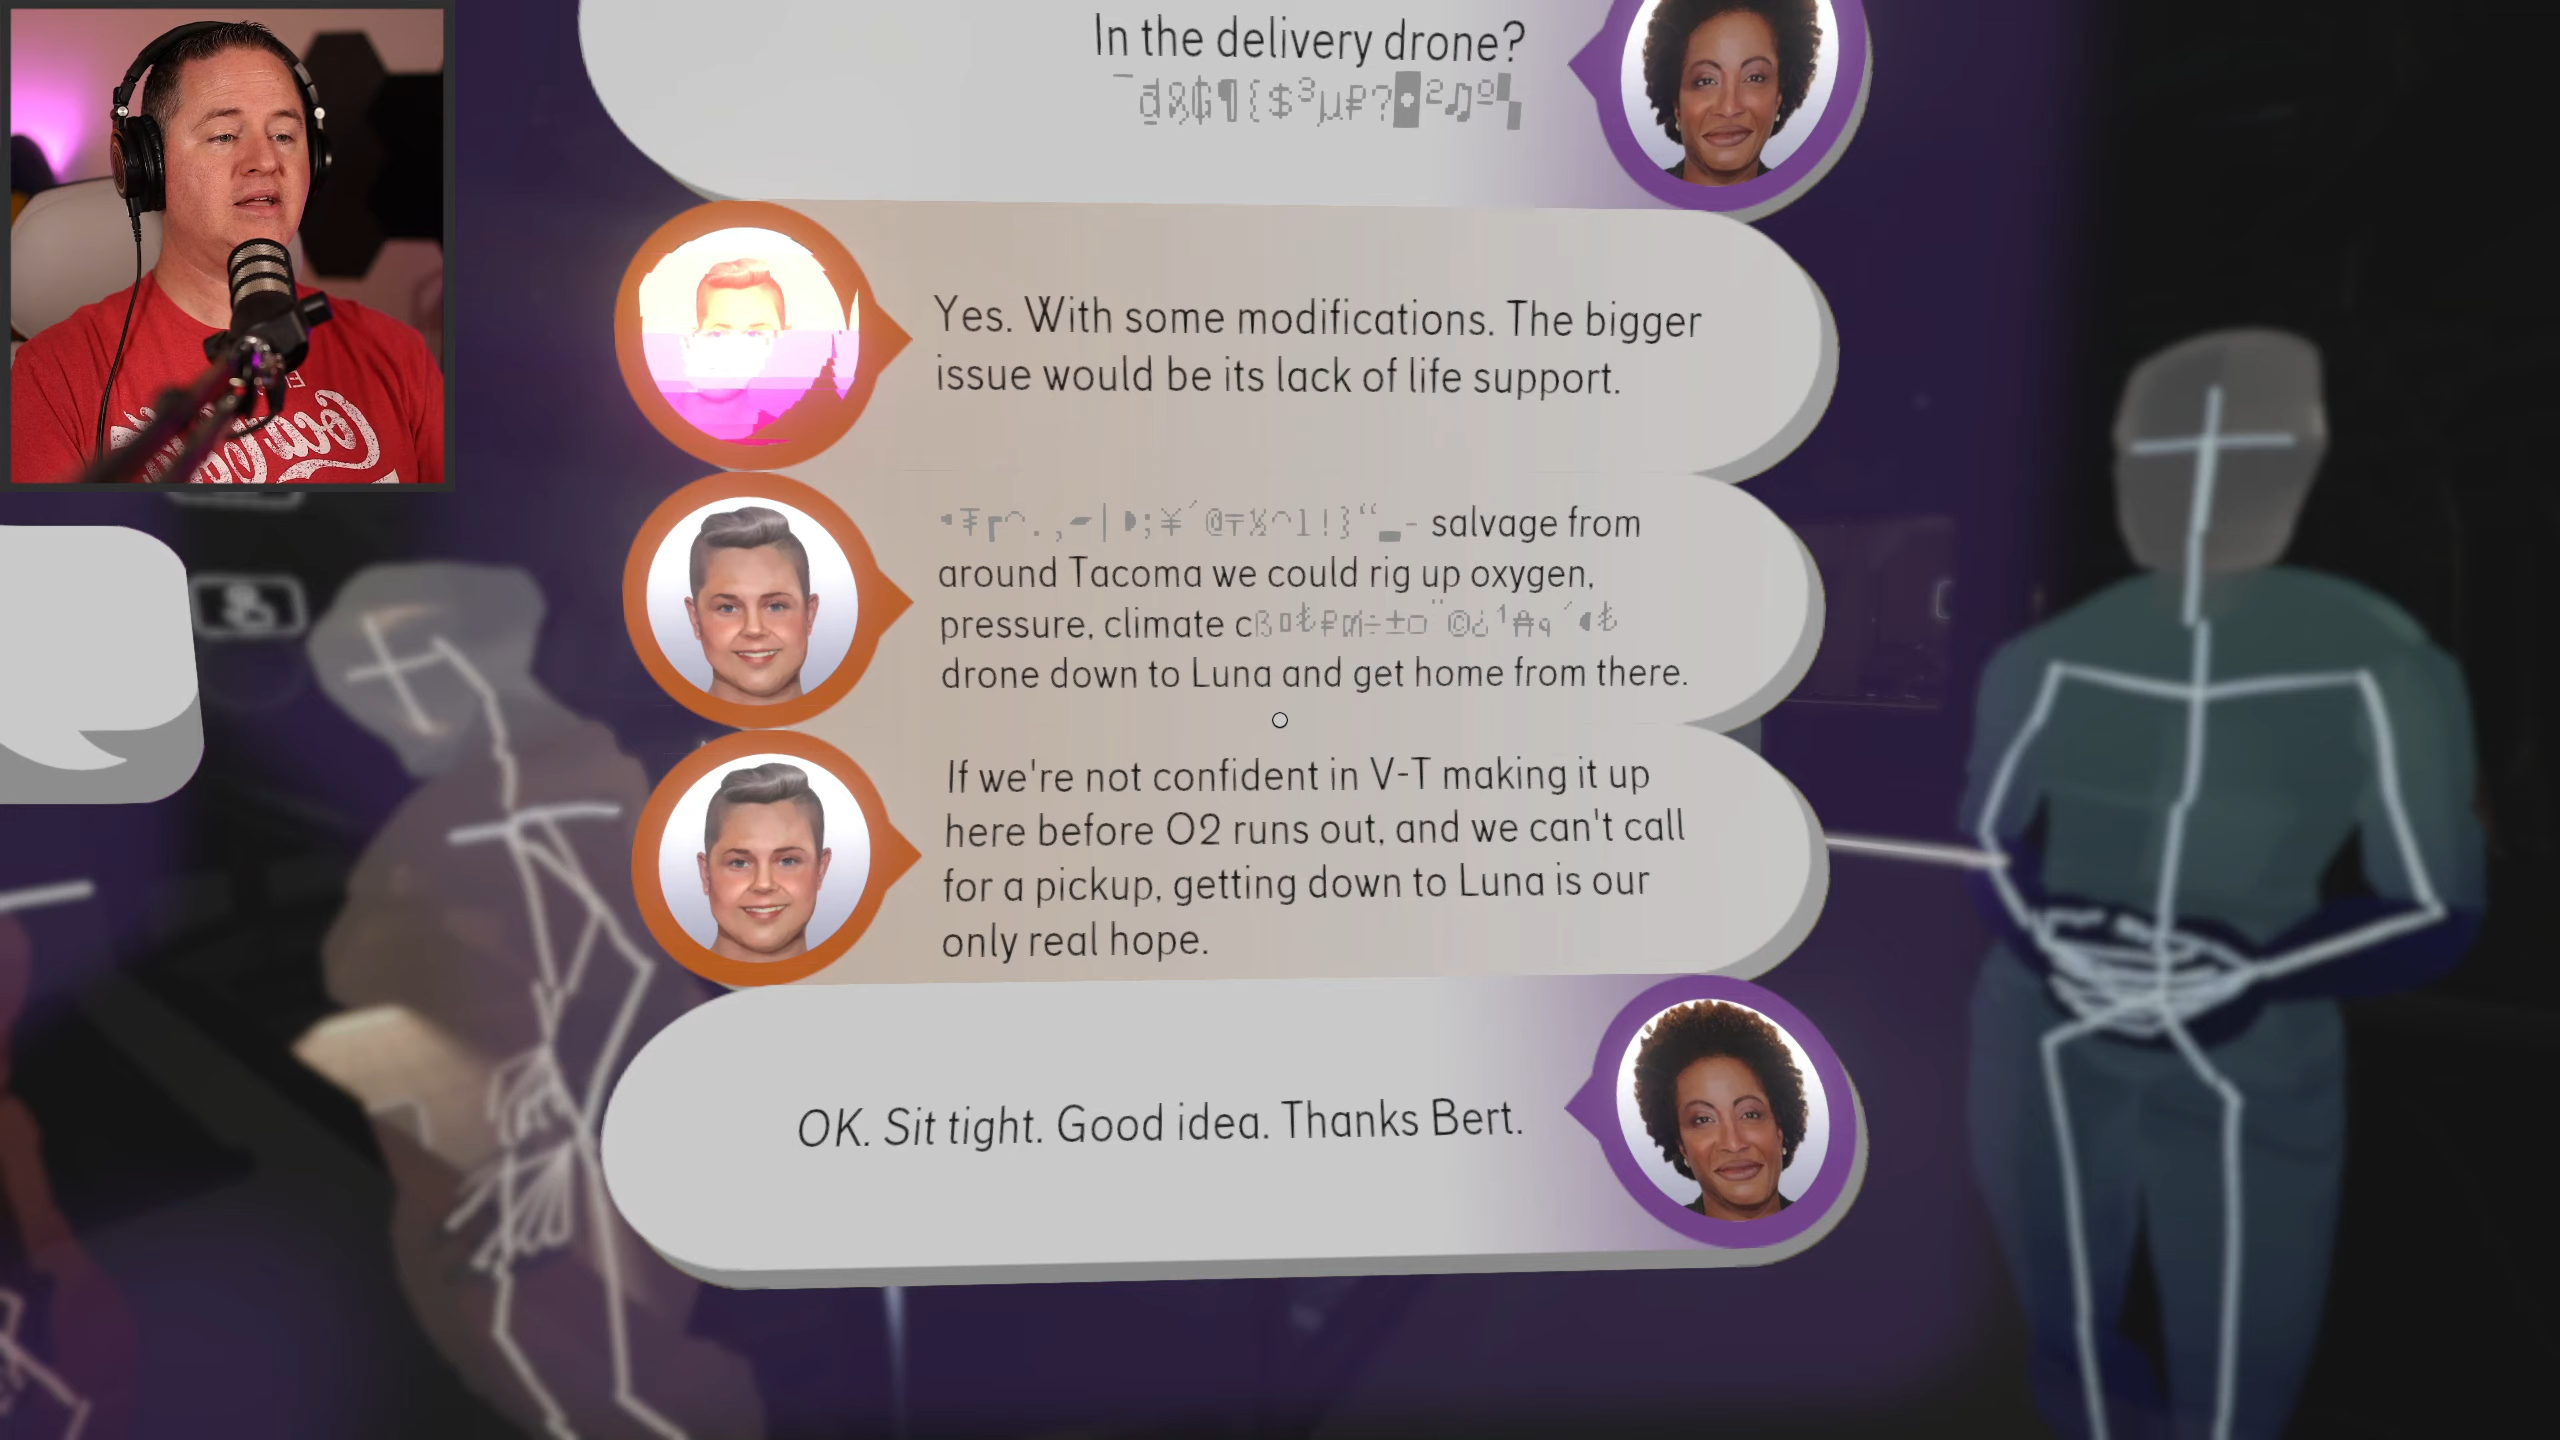 In the delivery drone?
Yes. With some modifications. The bigger
issue would be its lack of life support.
salvage from
around Tacoma we could rig up oxygen,
pressure, climate c
drone down to Luna and get home from there.
If we're not confident in V-T making it up
here before O2 runs out, and we can't call
for a pickup, getting down to Luna is our
only real hope.
OK. Sit tight. Good idea. Thanks Bert.
Coca-Cola